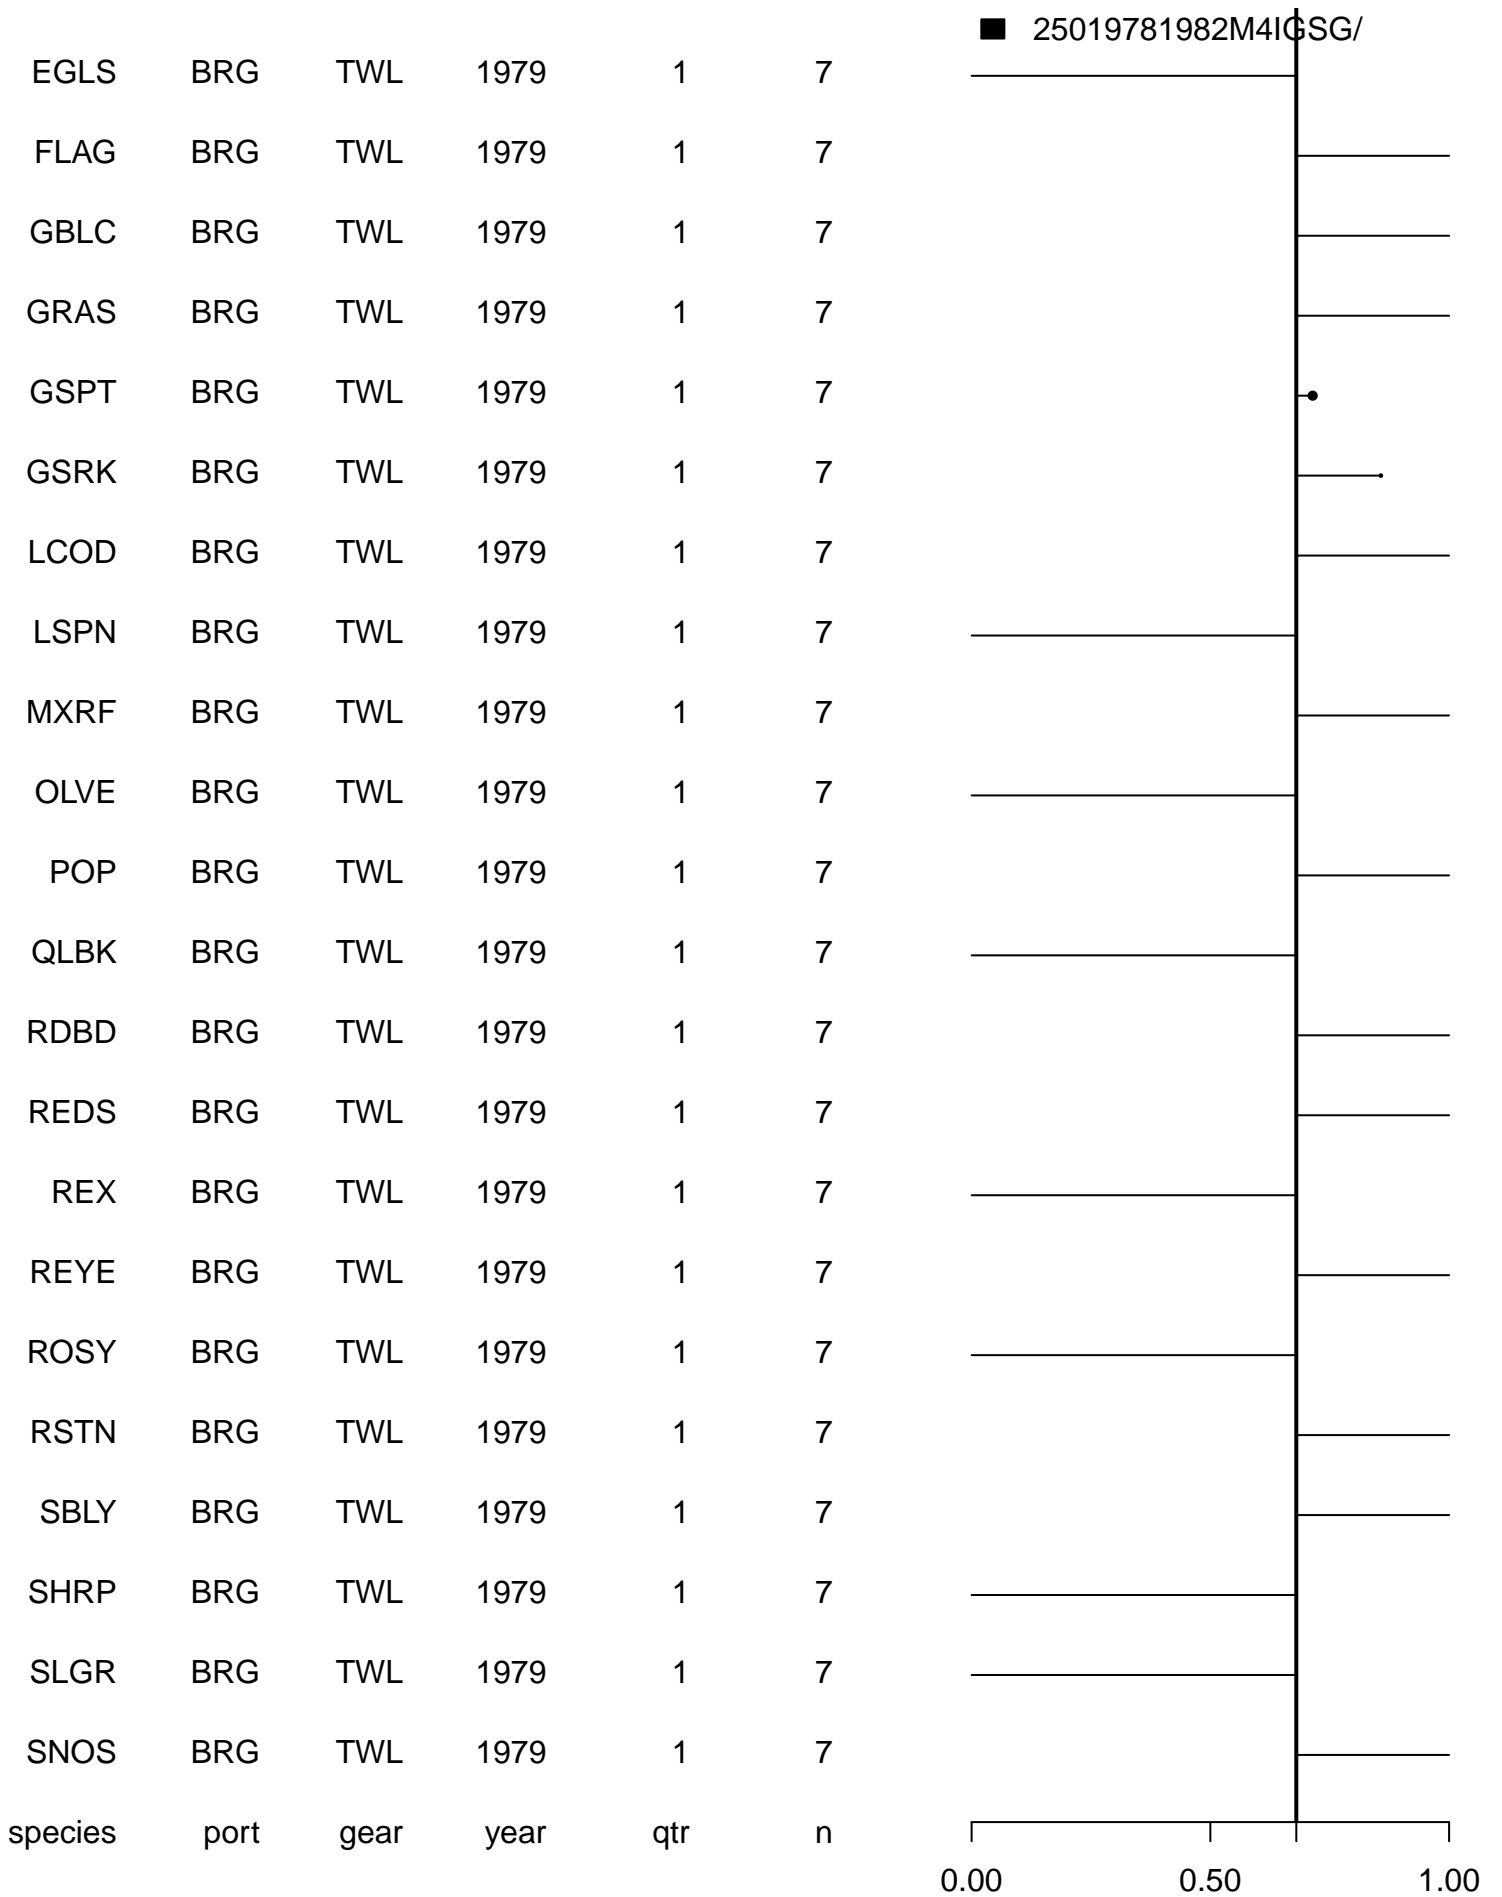 25019781982M4IGSG/
EGLS BRG TWL 1979 1 7
FLAG BRG TWL 1979 1 7
GBLC BRG TWL 1979 1 7
GRAS BRG TWL 1979 1 7
GSPT BRG TWL 1979 1 7
GSRK BRG TWL 1979 1 7
LCOD BRG TWL 1979 1 7
LSPN BRG TWL 1979 1 7
MXRF BRG TWL 1979 1 7
OLVE BRG TWL 1979 1 7
POP BRG TWL 1979 1 7
QLBK BRG TWL 1979 1 7
RDBD BRG TWL 1979 1 7
REDS BRG TWL 1979 1 7
REX BRG TWL 1979 1 7
REYE BRG TWL 1979 1 7
ROSY BRG TWL 1979 1 7
RSTN BRG TWL 1979 1 7
SBLY BRG TWL 1979 1 7
SHRP BRG TWL 1979 1 7
SLGR BRG TWL 1979 1 7
SNOS BRG TWL 1979 1 7
species port gear year qtr n
0.00 0.50 1.00